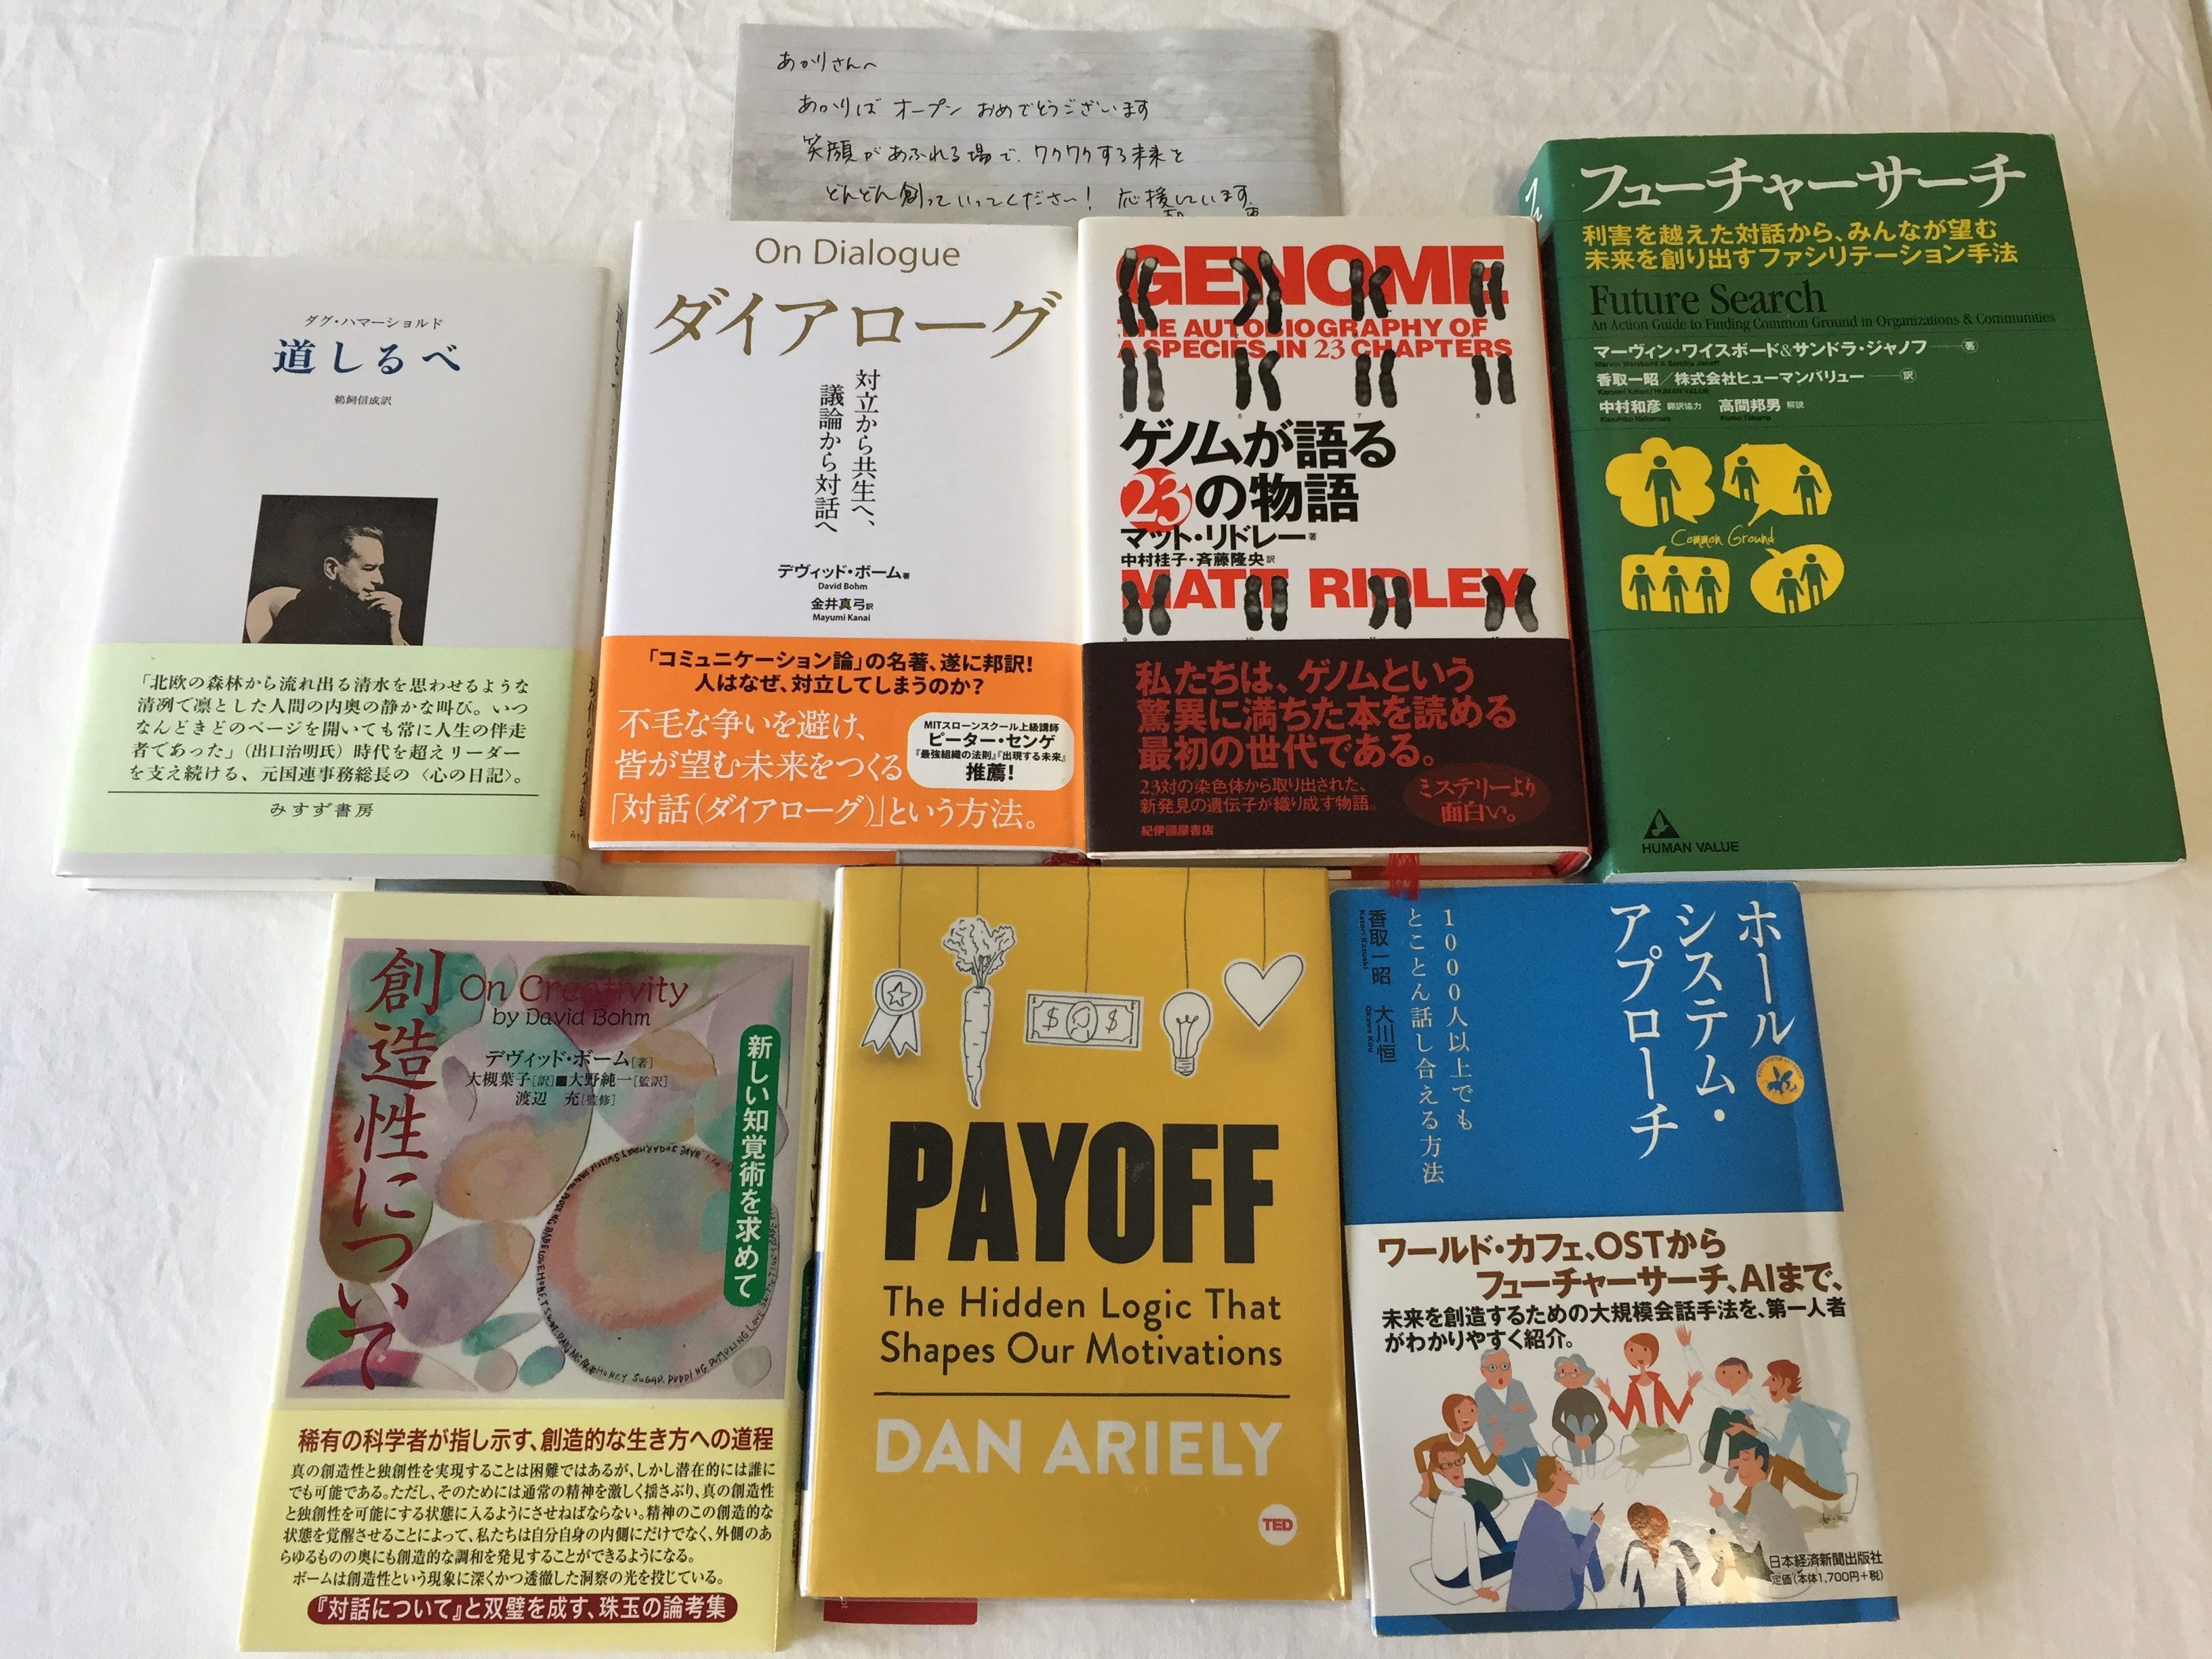 あかりさんへ
あかりば オープン おめでとうございます
笑顔があふれる場で、ワクワクする未来を
どんどん創っていってください! 応援しています。
ダグ・ハマーショルド
道しるべ
鵜飼信成訳
「北欧の森林から流れ出る清水を思わせるような
清冽で凛とした人間の内奥の静かな叫び。いつ
なんどきどのページを開いても常に人生の伴走
者であった」(出口治明氏) 時代を超えリーダー
を支え続ける、元国連事務総長の〈心の日記〉。
みすず書房
On Dialogue
ダイアローグ
対立から共生へ、
議論から対話へ
デヴィッド・ボーム著
David Bohm
金井真弓訳
Mayumi Kanai
「コミュニケーション論」の名著、遂に邦訳!
人はなぜ、対立してしまうのか?
不毛な争いを避け、
皆が望む未来をつくる
「対話(ダイアローグ)」という方法。
MITスローンスクール上級講師
ピーター・センゲ
『最強組織の法則』『出現する未来』
推薦!
GENOME
THE AUTOBIOGRAPHY OF
A SPECIES IN 23 CHAPTERS
5 6 7 8
ゲノムが語る
23の物語
マット・リドレー著
中村桂子・斉藤隆央訳
MATT RIDLEY
私たちは、ゲノムという
驚異に満ちた本を読める
最初の世代である。
23対の染色体から取り出された、
新発見の遺伝子が織り成す物語。
ミステリーより
面白い。
紀伊國屋書店
フューチャーサーチ
利害を越えた対話から、みんなが望む
未来を創り出すファシリテーション手法
Future Search
An Action Guide to Finding Common Ground in Organizations & Communities
マーヴィン・ワイスボード&サンドラ・ジャノフ 著
Marvin Weisbord & Sandra Janoff
香取一昭/株式会社ヒューマンバリュー 訳
Kazuaki Katori / HUMAN VALUE
中村和彦 翻訳協力 高間邦男 解説
Kazuhiko Nakamura Kunio Takama
Common Ground
HUMAN VALUE
創造性について
On Creativity
by David Bohm
デヴィッド・ボーム[著]
大槻葉子[訳]■大野純一[監訳]
渡辺 充[監修]
新しい知覚術を求めて
稀有の科学者が指し示す、創造的な生き方への道程
真の創造性と独創性を実現することは困難ではあるが、しかし潜在的には誰に
でも可能である。ただし、そのためには通常の精神を激しく揺さぶり、真の創造性
と独創性を可能にする状態に入るようにさせねばならない。精神のこの創造的な
状態を覚醒させることによって、私たちは自分自身の内側にだけでなく、外側のあ
らゆるものの奥にも創造的な調和を発見することができるようになる。
ボームは創造性という現象に深くかつ透徹した洞察の光を投じている。
『対話について』と双璧を成す、珠玉の論考集
PAYOFF
The Hidden Logic That
Shapes Our Motivations
DAN ARIELY
TED
ホール
システム・
アプローチ
1000人以上でも
とことん話し合える方法
香取一昭 大川恒
Katori Kazuaki Okawa Kou
ワールド・カフェ、OSTから
フューチャーサーチ、AIまで、
未来を創造するための大規模会話手法を、第一人者
がわかりやすく紹介。
日本経済新聞出版社
定価(本体1,700円+税)